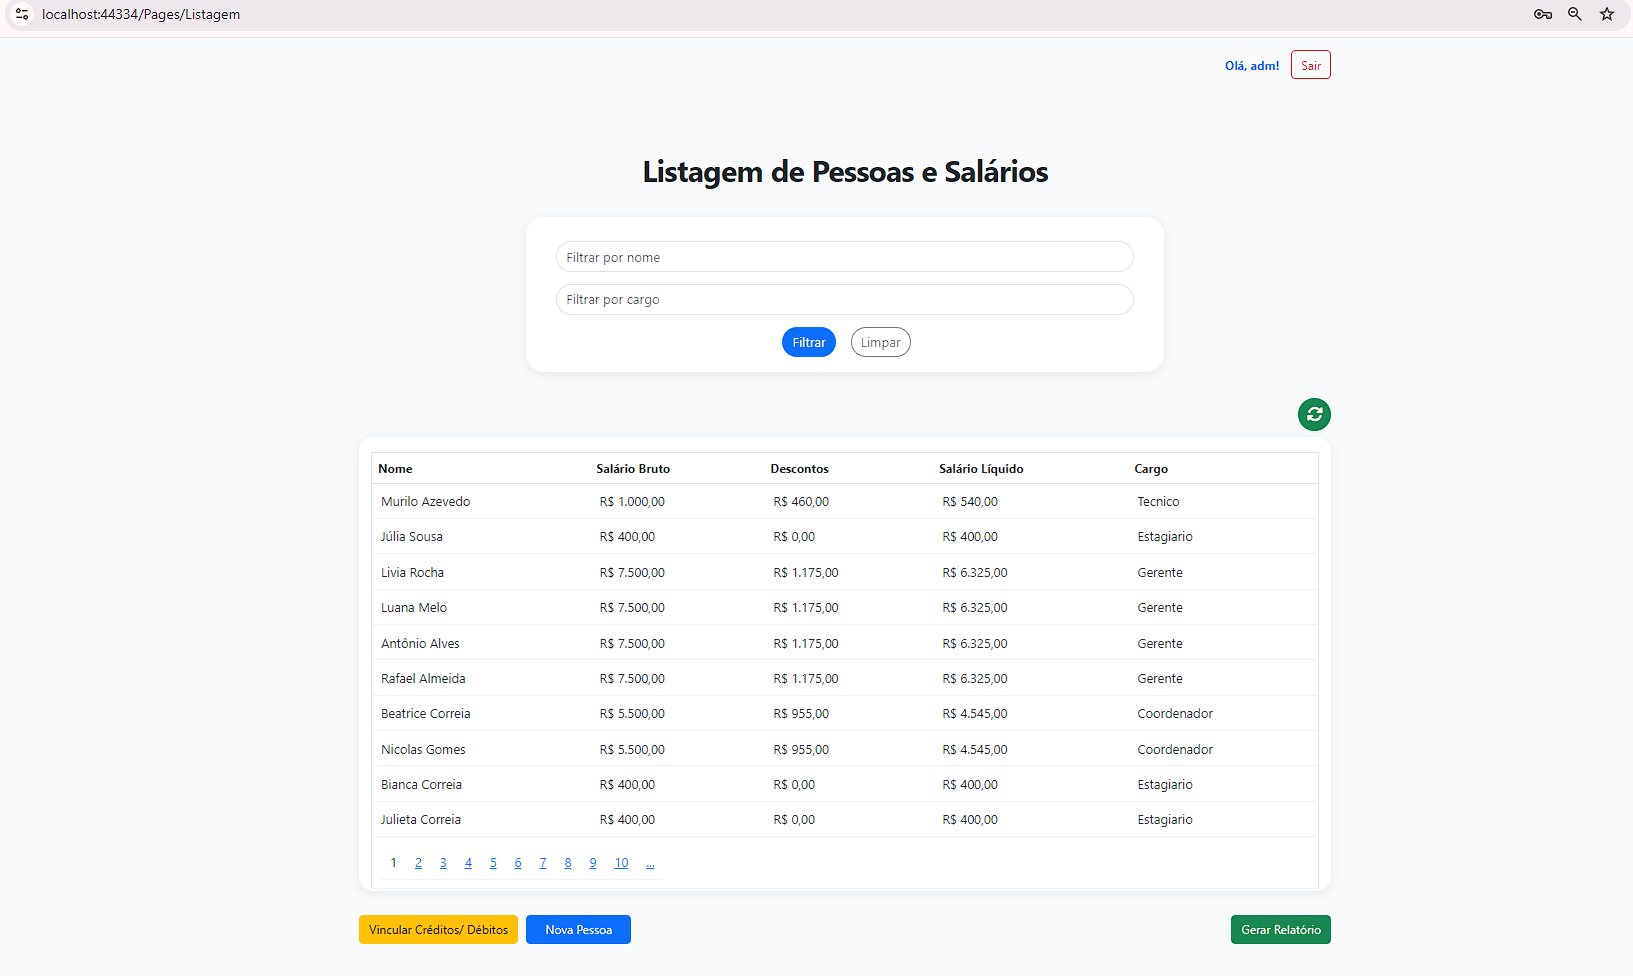 localhost:44334/Pages/Listagem
Olá, adm! Sair
Listagem de Pessoas e Salários
Filtrar por nome
Filtrar por cargo
Filtrar Limpar
Nome Salário Bruto Descontos Salário Líquido Cargo
Murilo Azevedo R$ 1.000,00 R$ 460,00 R$ 540,00 Tecnico
Júlia Sousa R$ 400,00 R$ 0,00 R$ 400,00 Estagiario
Livia Rocha R$ 7.500,00 R$ 1.175,00 R$ 6.325,00 Gerente
Luana Melo R$ 7.500,00 R$ 1.175,00 R$ 6.325,00 Gerente
Antônio Alves R$ 7.500,00 R$ 1.175,00 R$ 6.325,00 Gerente
Rafael Almeida R$ 7.500,00 R$ 1.175,00 R$ 6.325,00 Gerente
Beatrice Correia R$ 5.500,00 R$ 955,00 R$ 4.545,00 Coordenador
Nicolas Gomes R$ 5.500,00 R$ 955,00 R$ 4.545,00 Coordenador
Bianca Correia R$ 400,00 R$ 0,00 R$ 400,00 Estagiario
Julieta Correia R$ 400,00 R$ 0,00 R$ 400,00 Estagiario
1 2 3 4 5 6 7 8 9 10 ...
Vincular Créditos/ Débitos Nova Pessoa Gerar Relatório